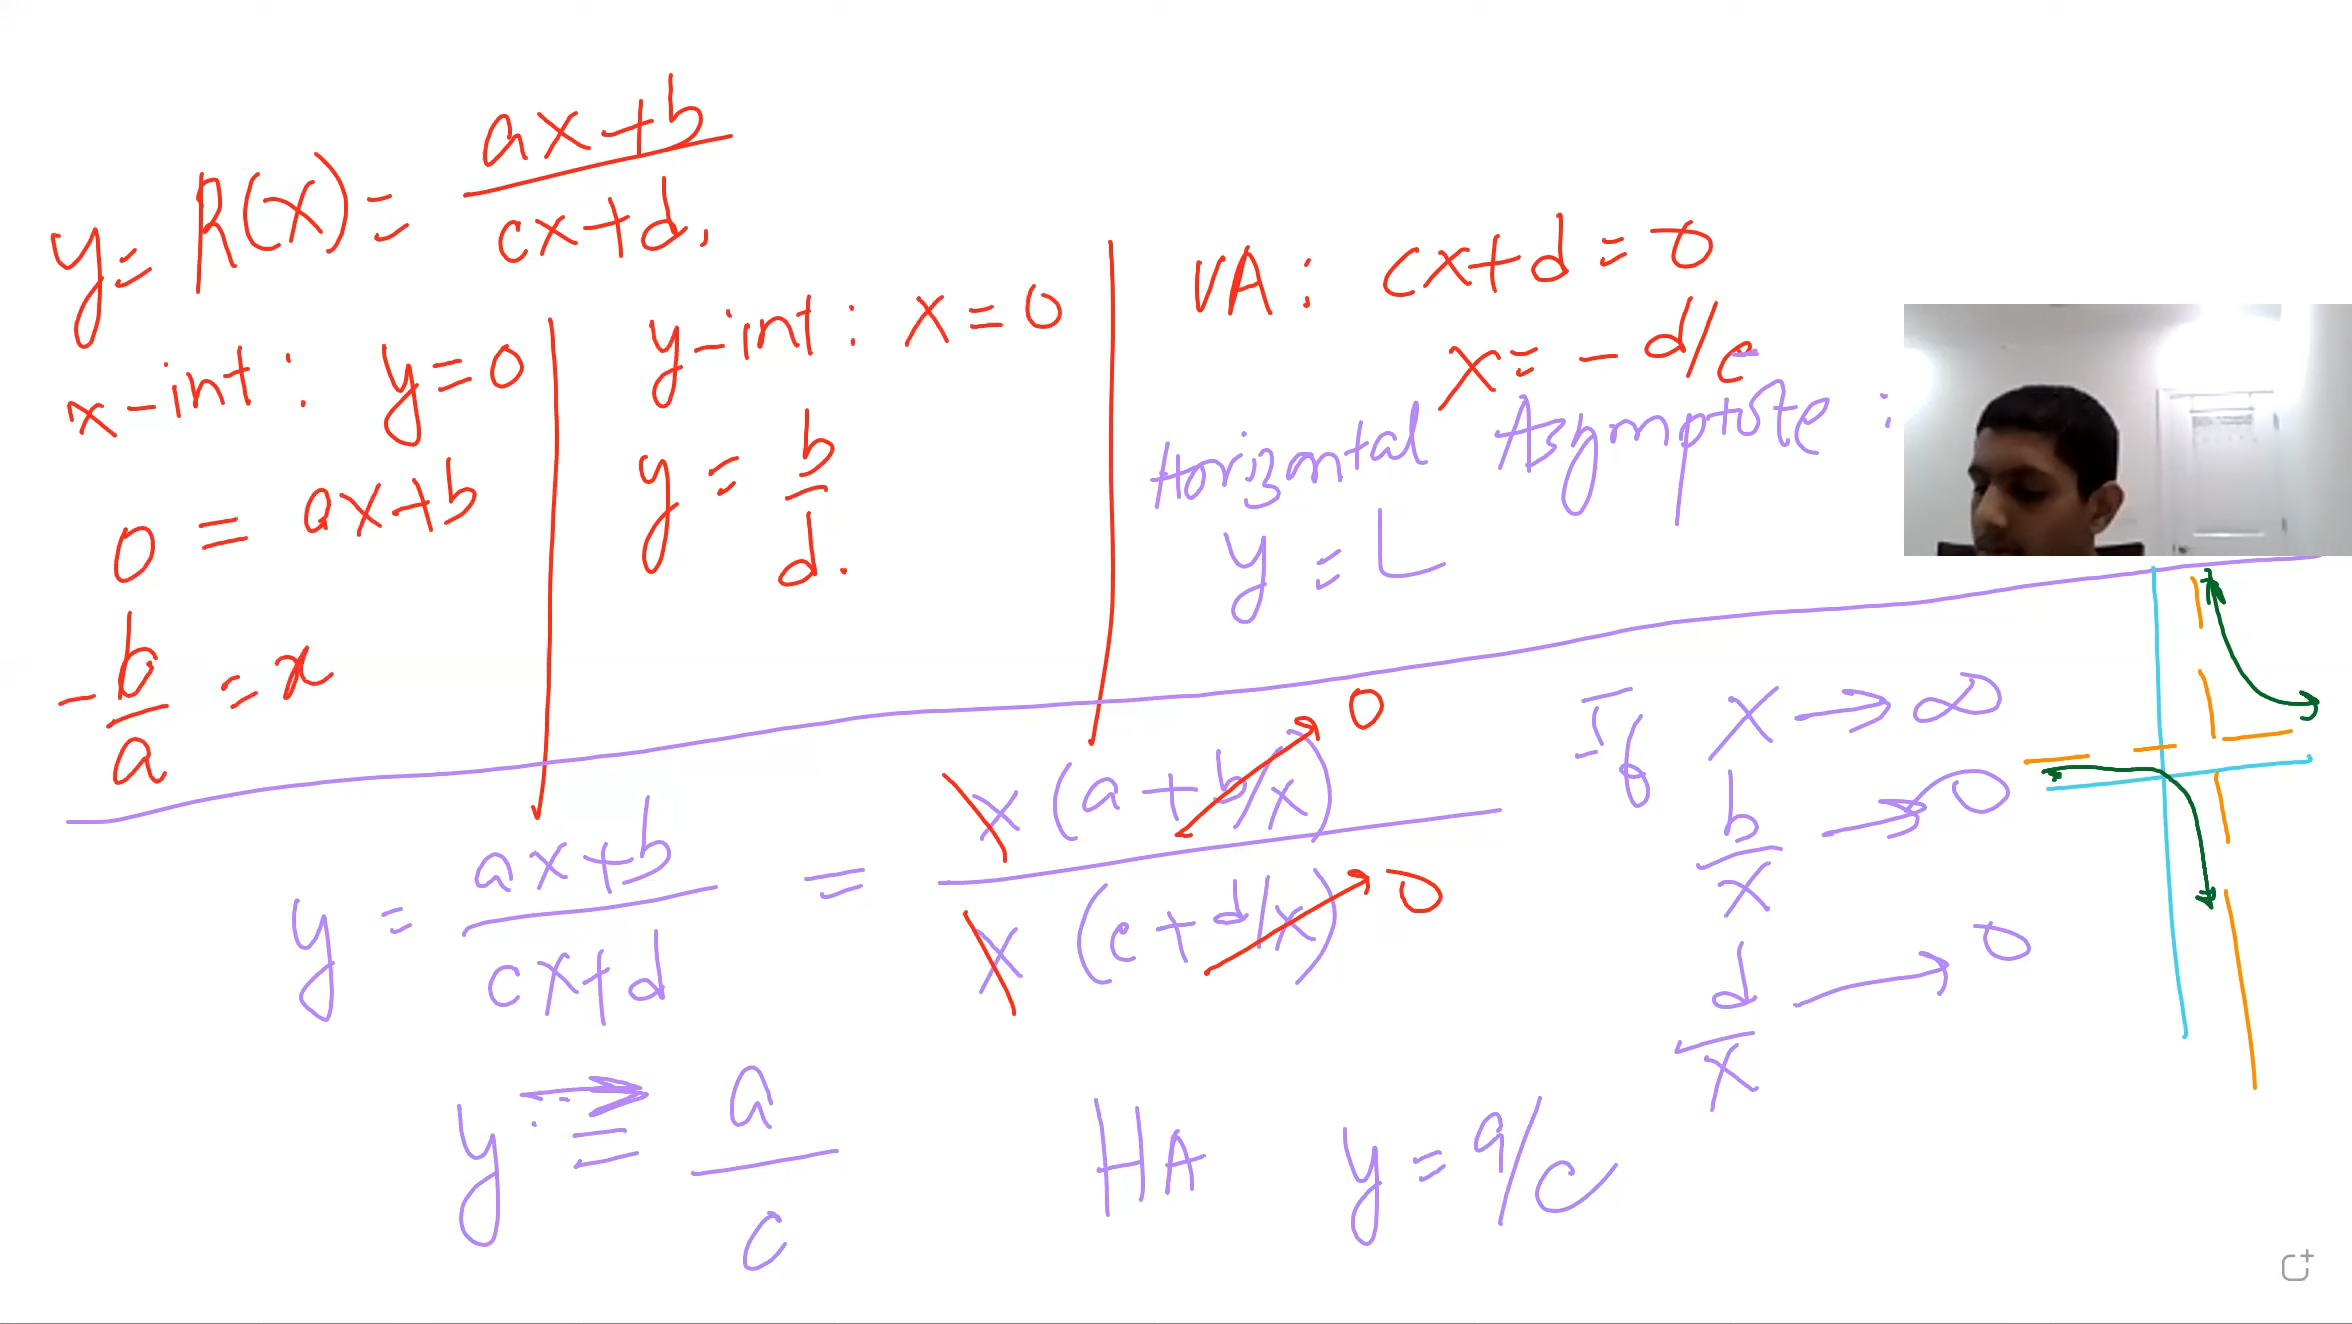 y = R(x) = (ax+b)/(cx+d).
x-int: y=0
0 = ax+b
-b/a = x
y-int: x=0
y = b/d.
VA: cx+d=0
x = -d/c
Horizontal Asymptote:
y = L
y = (ax+b)/(cx+d) = x(a+b/x)/x(c+d/x)
0
0
If x → ∞
b/x → 0
d/x → 0
y → = a/c
HA y = a/c